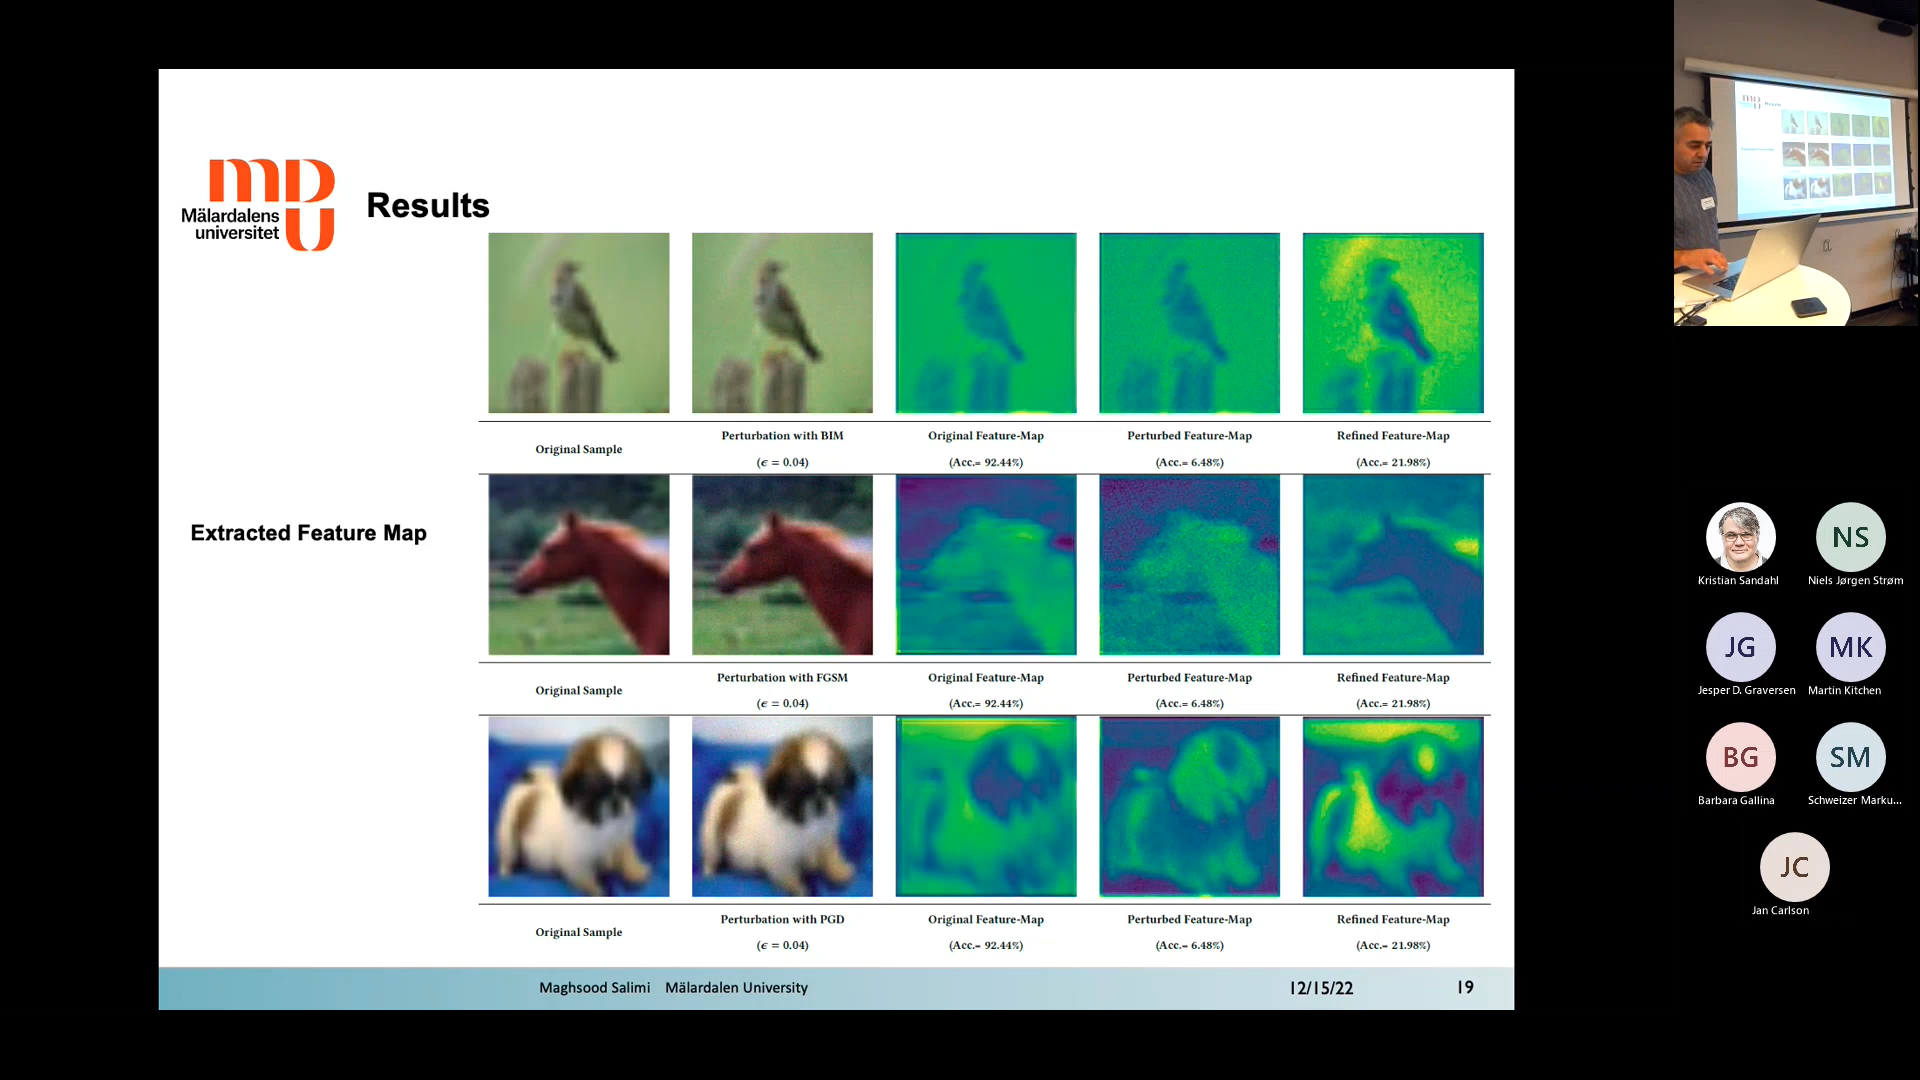 mDU
Mälardalens
universitet
Results
Extracted Feature Map
Original Sample
Perturbation with BIM
(ϵ = 0.04)
Original Feature-Map
(Acc.= 92.44%)
Perturbed Feature-Map
(Acc.= 6.48%)
Refined Feature-Map
(Acc.= 21.98%)
Original Sample
Perturbation with FGSM
(ϵ = 0.04)
Original Feature-Map
(Acc.= 92.44%)
Perturbed Feature-Map
(Acc.= 6.48%)
Refined Feature-Map
(Acc.= 21.98%)
Original Sample
Perturbation with PGD
(ϵ = 0.04)
Original Feature-Map
(Acc.= 92.44%)
Perturbed Feature-Map
(Acc.= 6.48%)
Refined Feature-Map
(Acc.= 21.98%)
Maghsood Salimi Mälardalen University
12/15/22
19
Kristian Sandahl
NS
Niels Jørgen Strøm
JG
Jesper D. Graversen
MK
Martin Kitchen
BG
Barbara Gallina
SM
Schweizer Marku...
JC
Jan Carlson